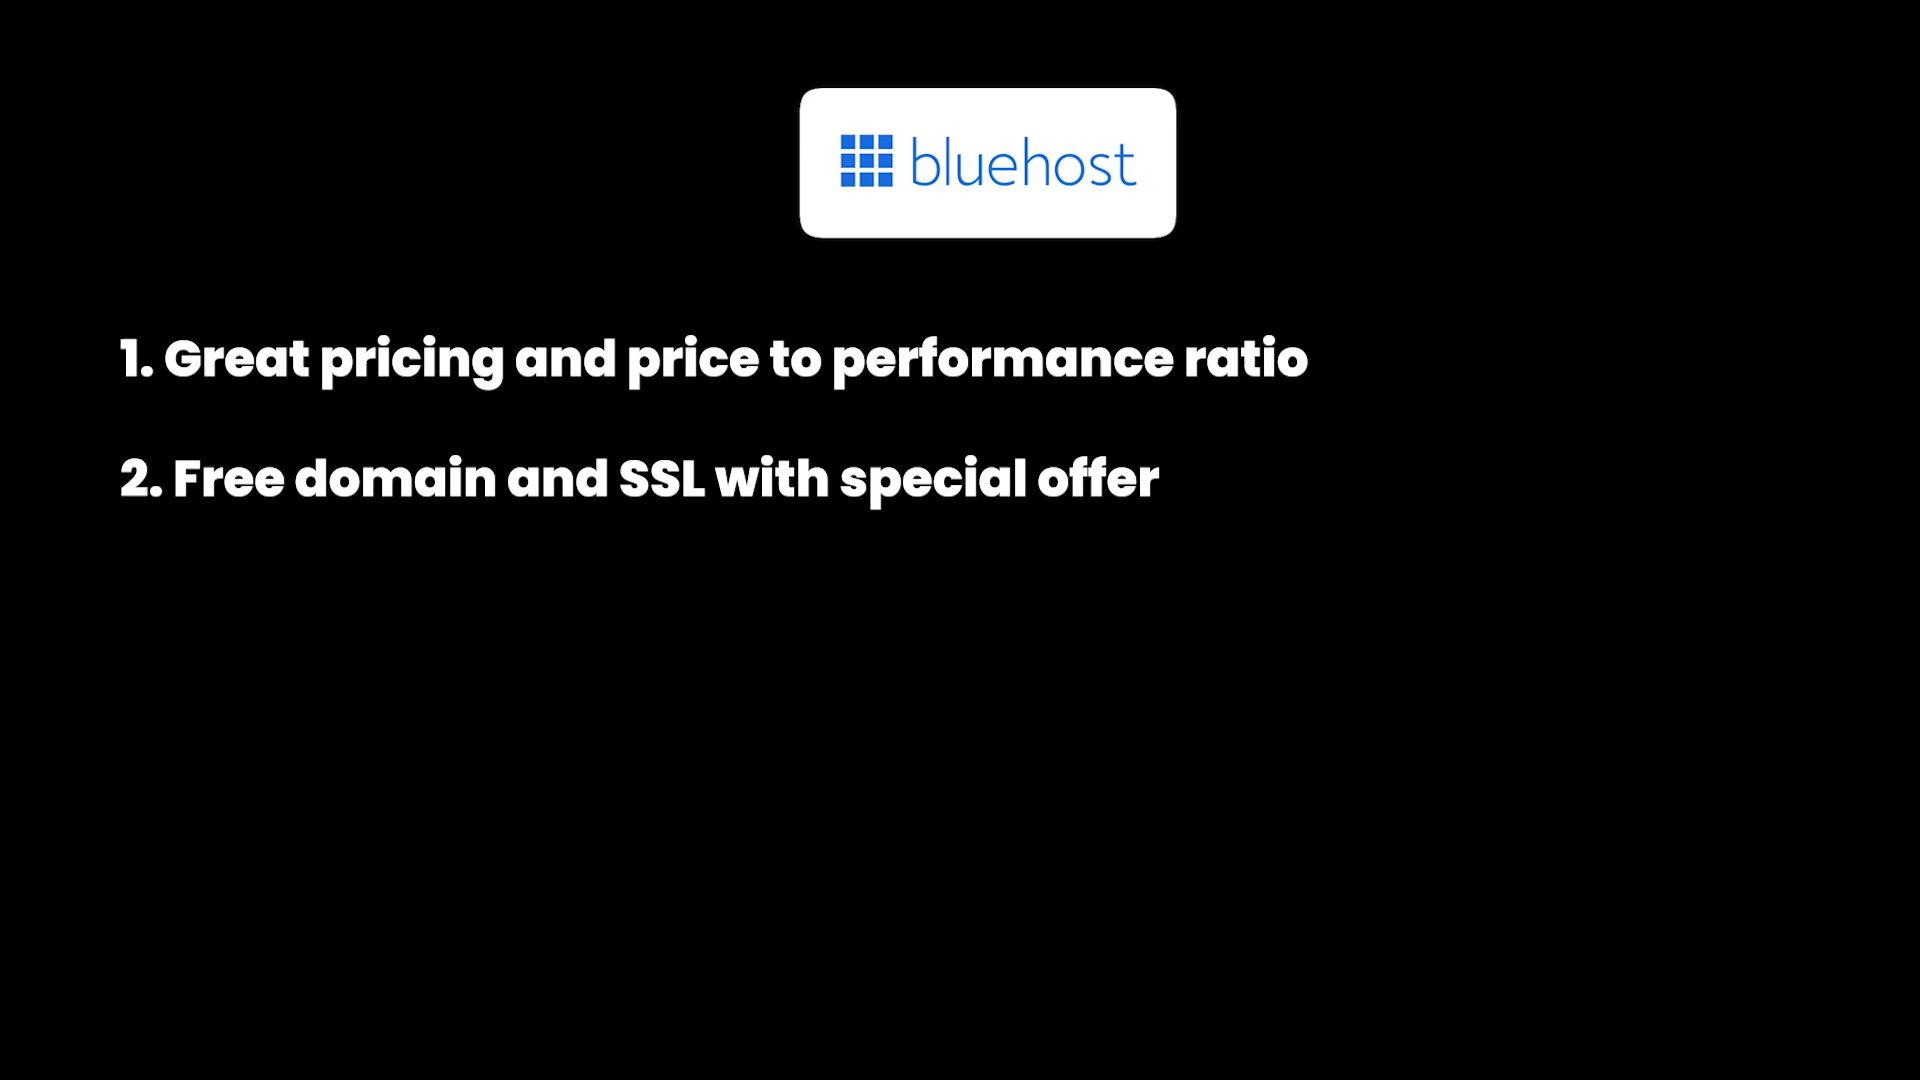 bluehost
1. Great pricing and price to performance ratio
2. Free domain and SSL with special offer